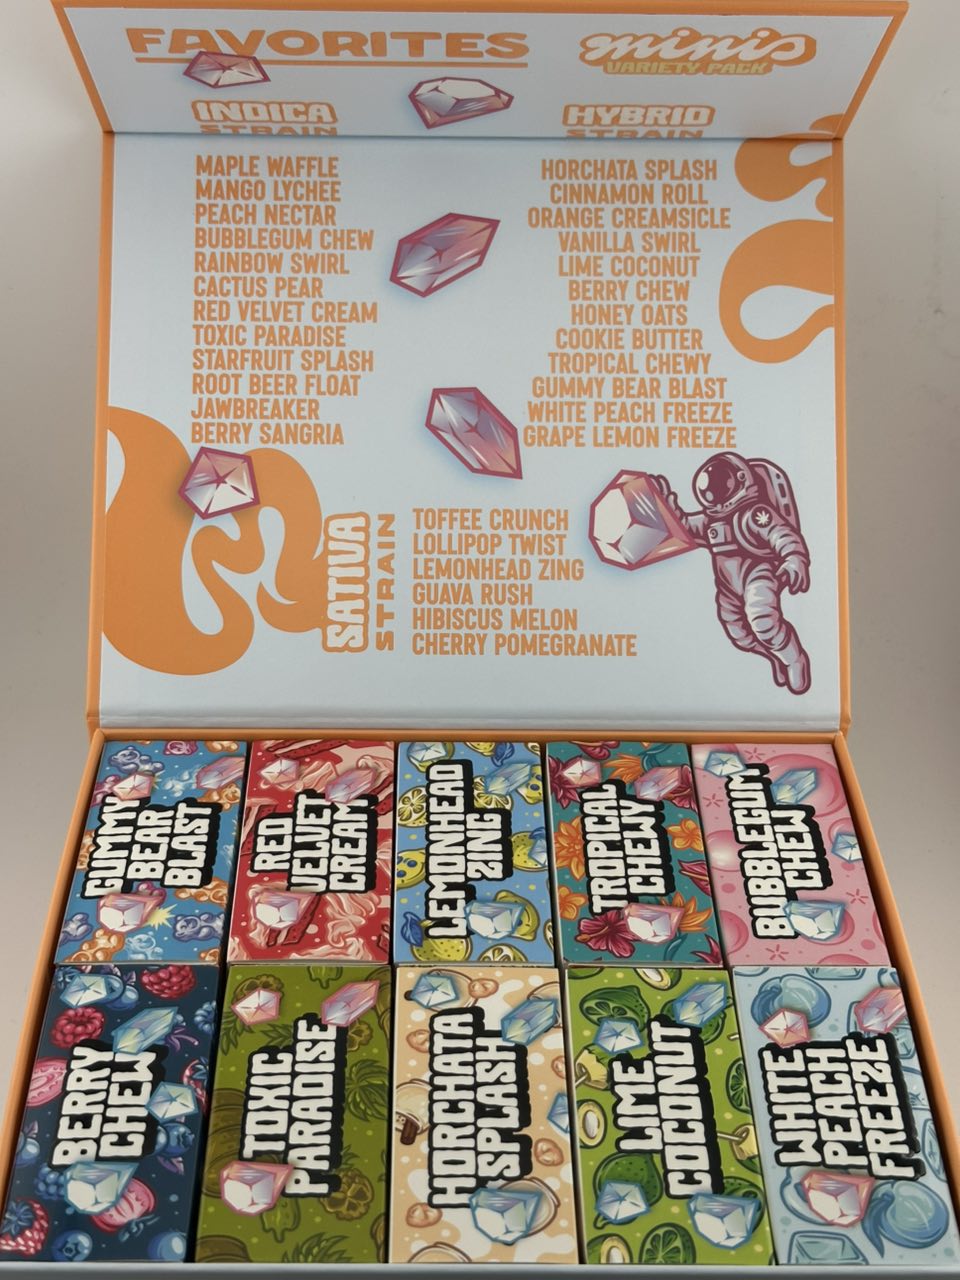 FAVORITES
minis
VARIETY PACK
INDICA
STRAIN
MAPLE WAFFLE
MANGO LYCHEE
PEACH NECTAR
BUBBLEGUM CHEW
RAINBOW SWIRL
CACTUS PEAR
RED VELVET CREAM
TOXIC PARADISE
STARFRUIT SPLASH
ROOT BEER FLOAT
JAWBREAKER
BERRY SANGRIA
HYBRID
STRAIN
HORCHATA SPLASH
CINNAMON ROLL
ORANGE CREAMSICLE
VANILLA SWIRL
LIME COCONUT
BERRY CHEW
HONEY OATS
COOKIE BUTTER
TROPICAL CHEWY
GUMMY BEAR BLAST
WHITE PEACH FREEZE
GRAPE LEMON FREEZE
SATIVA
STRAIN
TOFFEE CRUNCH
LOLLIPOP TWIST
LEMONHEAD ZING
GUAVA RUSH
HIBISCUS MELON
CHERRY POMEGRANATE
GUMMY
BEAR
BLAST
RED
VELVET
CREAM
LEMONHEAD
ZING
TROPICAL
CHEWY
BUBBLEGUM
CHEW
BERRY
CHEW
TOXIC
PARADISE
HORCHATA
SPLASH
LIME
COCONUT
WHITE
PEACH
FREEZE